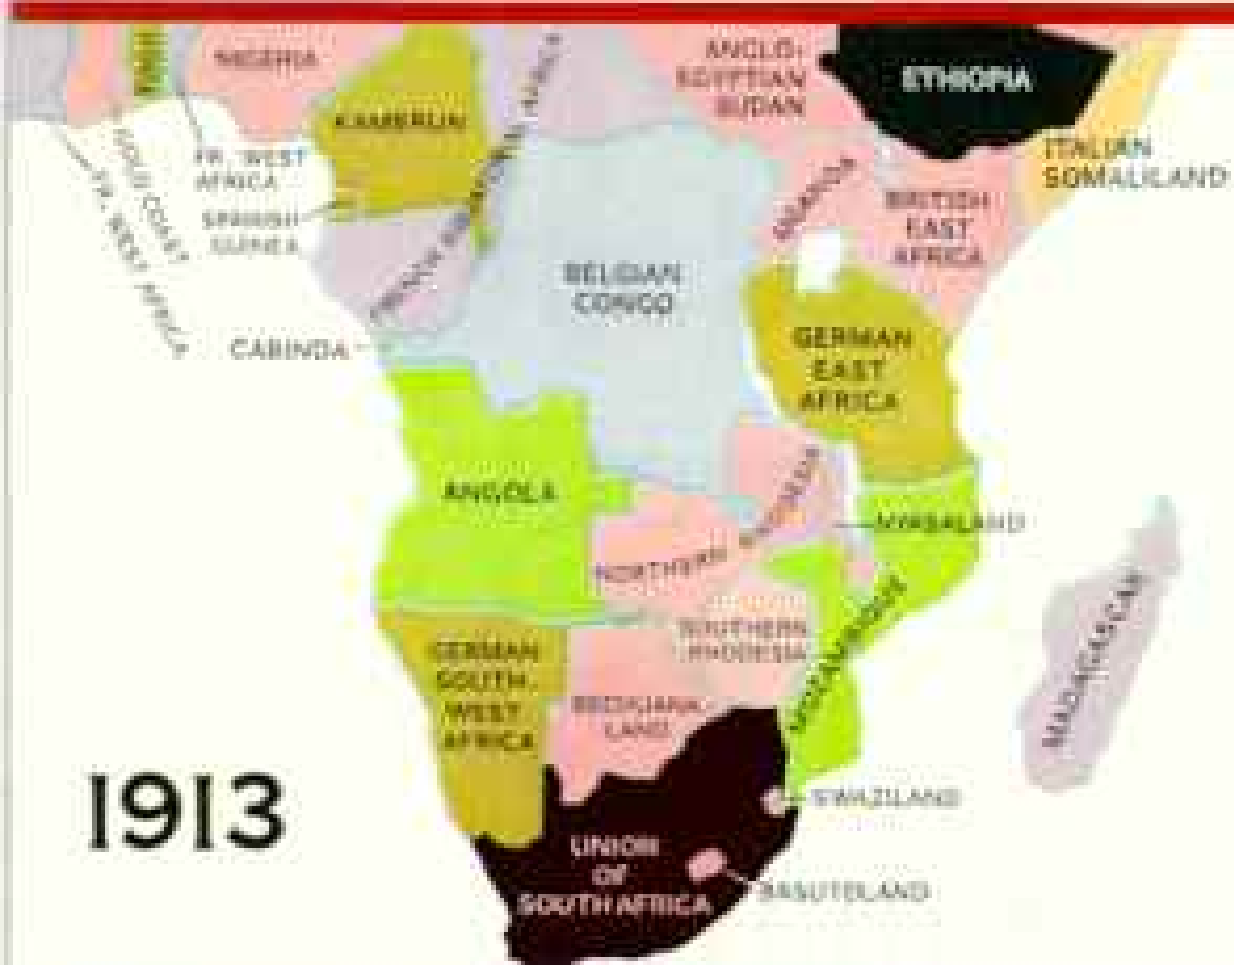 NIGERIA
KAMERUN
ANGLO-
EGYPTIAN
SUDAN
ETHIOPIA
ITALIAN
SOMALILAND
GOLD COAST
FR. WEST
AFRICA
FR. WEST AFRICA
SPANISH
GUINEA
FRENCH EQUATORIAL AFRICA
UGANDA
BRITISH
EAST
AFRICA
BELGIAN
CONGO
CABINDA
GERMAN
EAST
AFRICA
ANGOLA
NORTHERN RHODESIA
NYASALAND
SOUTHERN
RHODESIA
MOZAMBIQUE
MADAGASCAR
GERMAN
SOUTH-
WEST
AFRICA
BECHUANA
LAND
1913
SWAZILAND
UNION
OF
SOUTH AFRICA
BASUTOLAND